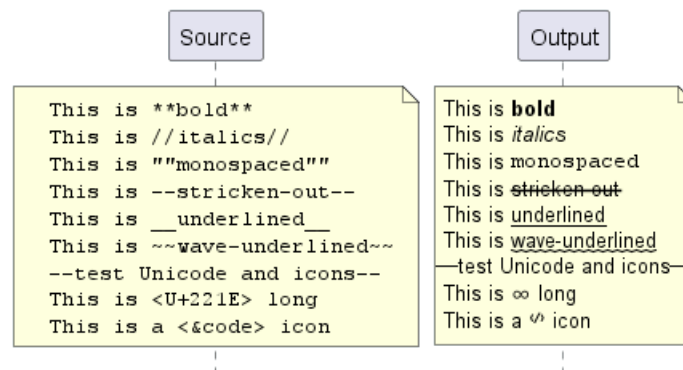 Source
This is **bold**
This is //italics//
This is ""monospaced""
This is --stricken-out--
This is __underlined__
This is ~~wave-underlined~~
--test Unicode and icons--
This is <U+221E> long
This is a <&code> icon
Output
This is bold
This is italics
This is monospaced
This is stricken-out
This is underlined
This is wave-underlined
test Unicode and icons
This is ∞ long
This is a </> icon